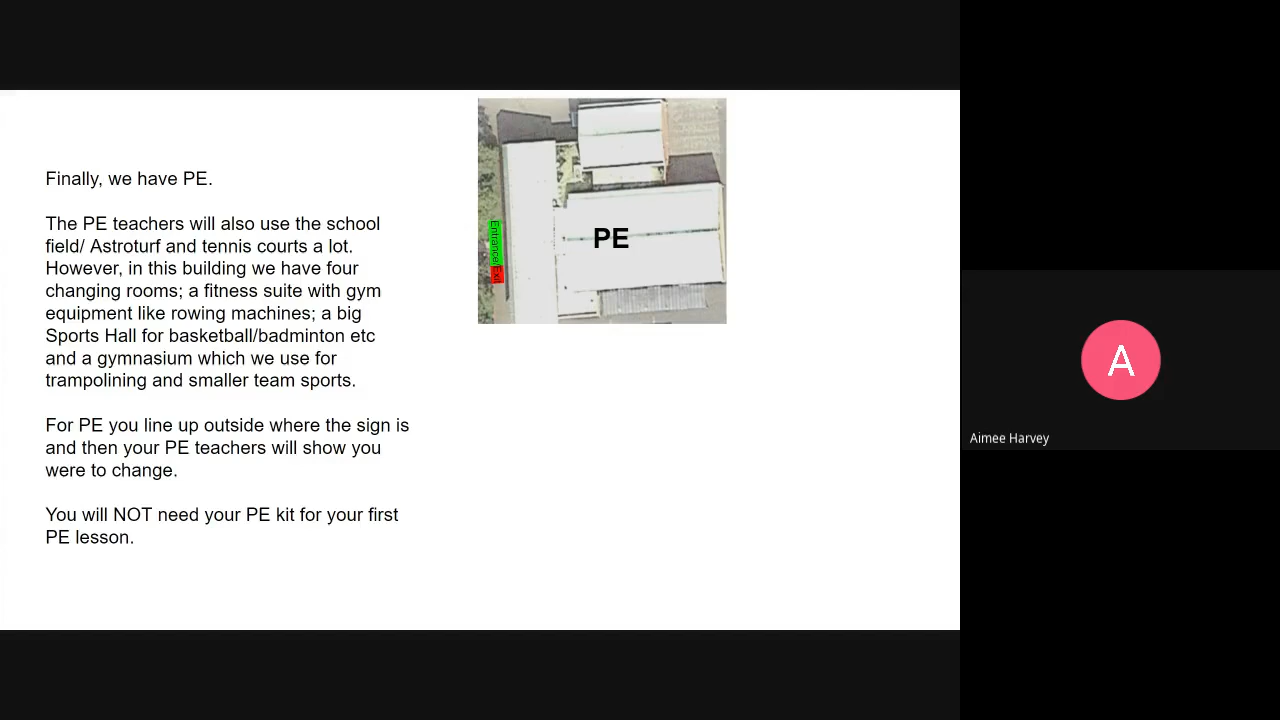 Finally, we have PE.
The PE teachers will also use the school
field/ Astroturf and tennis courts a lot.
However, in this building we have four
changing rooms; a fitness suite with gym
equipment like rowing machines; a big
Sports Hall for basketball/badminton etc
and a gymnasium which we use for
trampolining and smaller team sports.
For PE you line up outside where the sign is
and then your PE teachers will show you
were to change.
You will NOT need your PE kit for your first
PE lesson.
Entrance/Exit
PE
A
Aimee Harvey